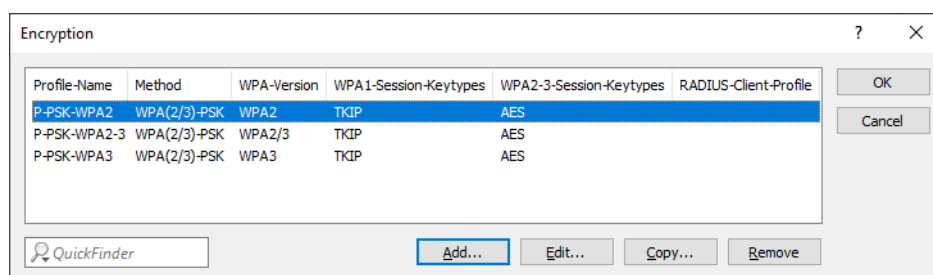 Encryption ?
Profile-Name Method WPA-Version WPA1-Session-Keytypes WPA2-3-Session-Keytypes RADIUS-Client-Profile
P-PSK-WPA2 WPA(2/3)-PSK WPA2 TKIP AES
P-PSK-WPA2-3 WPA(2/3)-PSK WPA2/3 TKIP AES
P-PSK-WPA3 WPA(2/3)-PSK WPA3 TKIP AES
OK
Cancel
QuickFinder Add... Edit... Copy... Remove